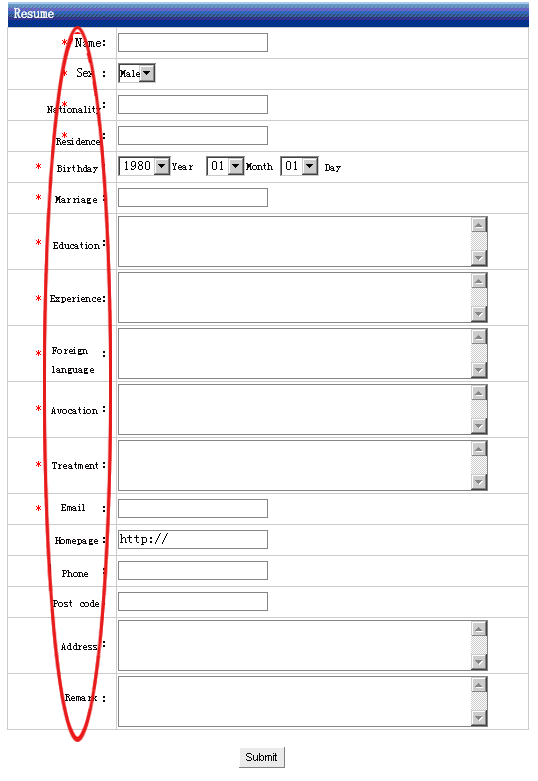 Resume
* Name:
* Sex : Male
* Nationality:
* Residence:
* Birthday 1980 Year 01 Month 01 Day
* Marriage:
* Education:
* Experience:
* Foreign :
language
* Avocation:
* Treatment:
* Email :
Homepage: http://
Phone :
Post code:
Address:
Remark:
Submit